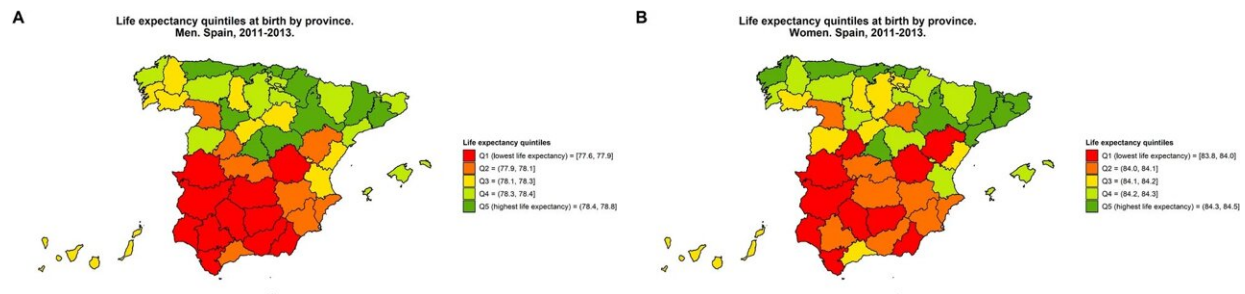 A
Life expectancy quintiles at birth by province.
Men. Spain, 2011-2013.
Life expectancy quintiles
Q1 (lowest life expectancy) = [77.6, 77.9]
Q2 = (77.9, 78.1]
Q3 = (78.1, 78.3]
Q4 = (78.3, 78.4]
Q5 (highest life expectancy) = (78.4, 78.8]
B
Life expectancy quintiles at birth by province.
Women. Spain, 2011-2013.
Life expectancy quintiles
Q1 (lowest life expectancy) = [83.8, 84.0]
Q2 = (84.0, 84.1]
Q3 = (84.1, 84.2]
Q4 = (84.2, 84.3]
Q5 (highest life expectancy) = (84.3, 84.5]